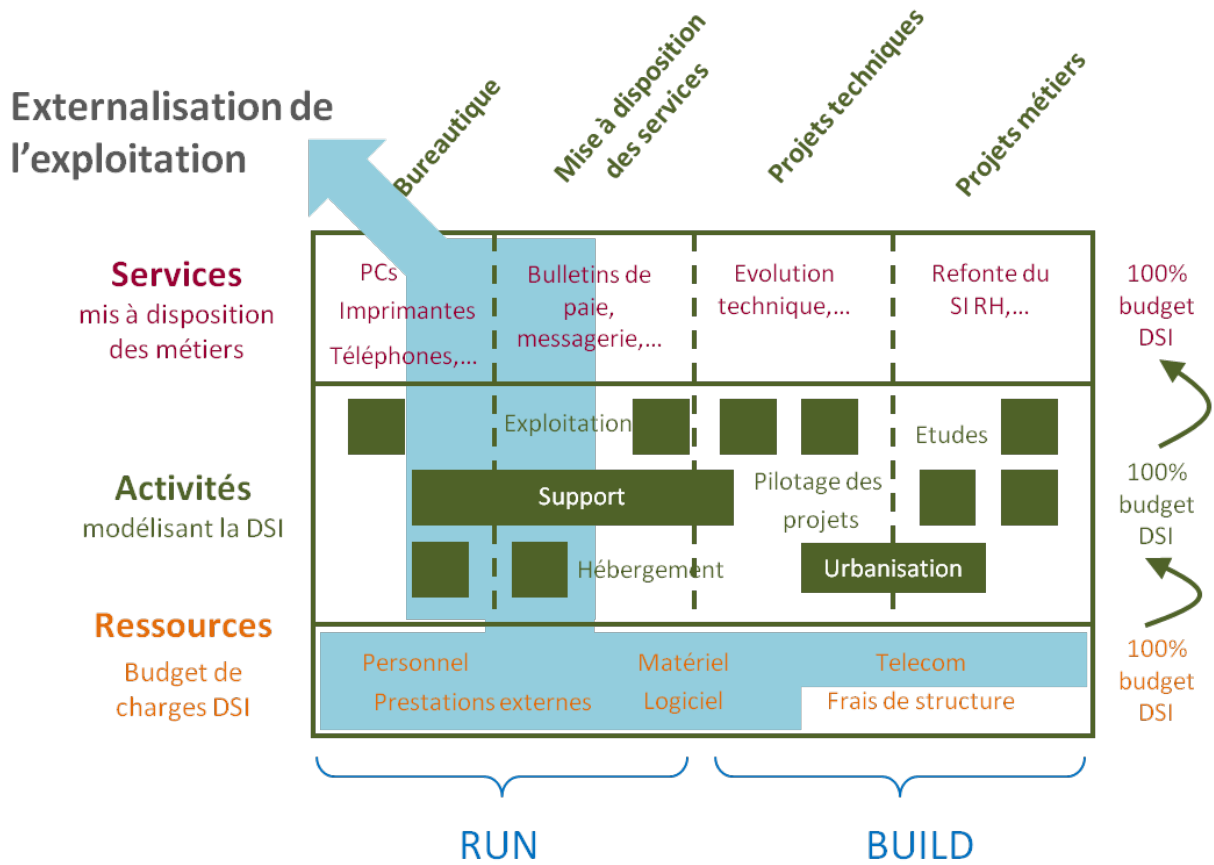 Externalisation de
l'exploitation
Bureautique
Mise à disposition
des services
Projets techniques
Projets métiers
Services
mis à disposition
des métiers
PCs
Imprimantes
Téléphones,...
Bulletins de
paie,
messagerie,...
Evolution
technique,...
Refonte du
SI RH,...
100%
budget
DSI
Activités
modélisant la DSI
Exploitation
Etudes
Support
Pilotage des
projets
Hébergement
Urbanisation
100%
budget
DSI
Ressources
Budget de
charges DSI
Personnel
Matériel
Telecom
Prestations externes
Logiciel
Frais de structure
100%
budget
DSI
RUN
BUILD